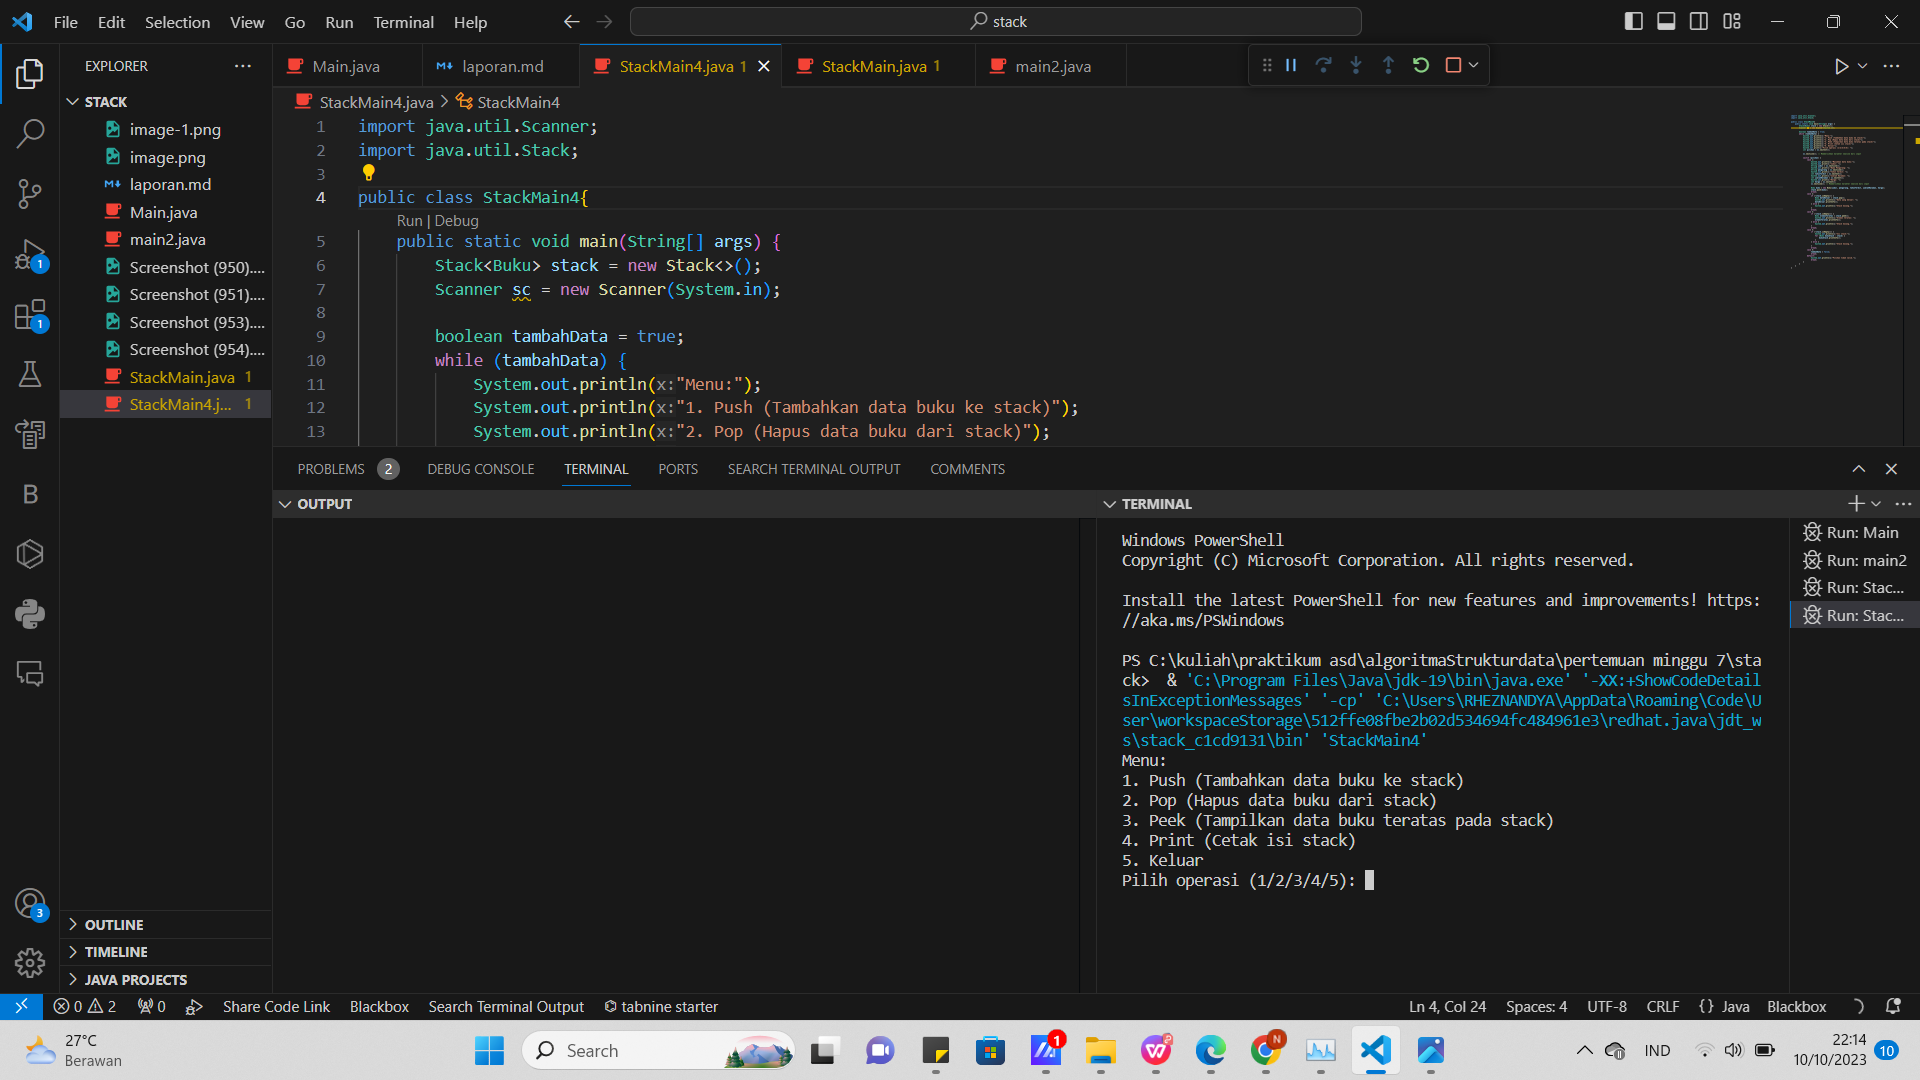 File Edit Selection View Go Run Terminal Help
stack
EXPLORER
STACK
image-1.png
image.png
laporan.md
Main.java
main2.java
Screenshot (950)....
Screenshot (951)....
Screenshot (953)....
Screenshot (954)....
StackMain.java 1
StackMain4.j... 1
OUTLINE
TIMELINE
JAVA PROJECTS
1
1
B
3
Main.java
laporan.md
StackMain4.java 1
StackMain.java 1
main2.java
StackMain4.java > StackMain4
1 import java.util.Scanner;
2 import java.util.Stack;
3
4 public class StackMain4{
Run | Debug
5 public static void main(String[] args) {
6 Stack<Buku> stack = new Stack<>();
7 Scanner sc = new Scanner(System.in);
8
9 boolean tambahData = true;
10 while (tambahData) {
11 System.out.println(x:"Menu:");
12 System.out.println(x:"1. Push (Tambahkan data buku ke stack)");
13 System.out.println(x:"2. Pop (Hapus data buku dari stack)");
PROBLEMS 2 DEBUG CONSOLE TERMINAL PORTS SEARCH TERMINAL OUTPUT COMMENTS
OUTPUT
TERMINAL
Windows PowerShell
Copyright (C) Microsoft Corporation. All rights reserved.
Install the latest PowerShell for new features and improvements! https:
//aka.ms/PSWindows
PS C:\kuliah\praktikum asd\algoritmaStrukturdata\pertemuan minggu 7\sta
ck>  & 'C:\Program Files\Java\jdk-19\bin\java.exe' '-XX:+ShowCodeDetail
sInExceptionMessages' '-cp' 'C:\Users\RHEZNANDYA\AppData\Roaming\Code\U
ser\workspaceStorage\512ffe08fbe2b02d534694fc484961e3\redhat.java\jdt_w
s\stack_c1cd9131\bin' 'StackMain4'
Menu:
1. Push (Tambahkan data buku ke stack)
2. Pop (Hapus data buku dari stack)
3. Peek (Tampilkan data buku teratas pada stack)
4. Print (Cetak isi stack)
5. Keluar
Pilih operasi (1/2/3/4/5):
Run: Main
Run: main2
Run: Stac...
Run: Stac...
0 2 0 Share Code Link Blackbox Search Terminal Output tabnine starter
Ln 4, Col 24 Spaces: 4 UTF-8 CRLF {} Java Blackbox
27°C
Berawan
Search
1
N
IND
22:14
10/10/2023
10